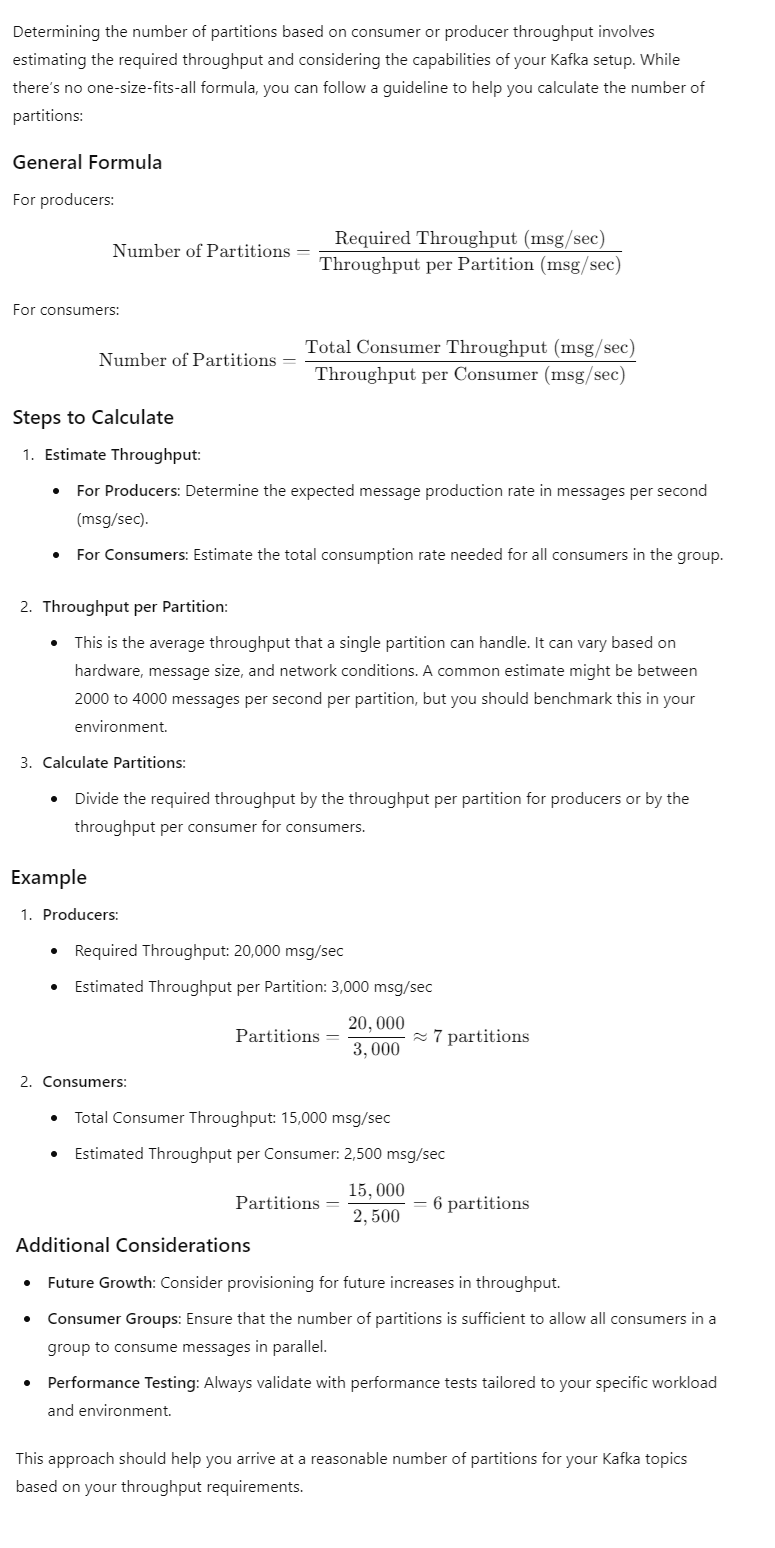 Determining the number of partitions based on consumer or producer throughput involves
estimating the required throughput and considering the capabilities of your Kafka setup. While
there's no one-size-fits-all formula, you can follow a guideline to help you calculate the number of
partitions:
General Formula
For producers:
Number of Partitions = Required Throughput (msg/sec) / Throughput per Partition (msg/sec)
For consumers:
Number of Partitions = Total Consumer Throughput (msg/sec) / Throughput per Consumer (msg/sec)
Steps to Calculate
1. Estimate Throughput:
• For Producers: Determine the expected message production rate in messages per second
(msg/sec).
• For Consumers: Estimate the total consumption rate needed for all consumers in the group.
2. Throughput per Partition:
• This is the average throughput that a single partition can handle. It can vary based on
hardware, message size, and network conditions. A common estimate might be between
2000 to 4000 messages per second per partition, but you should benchmark this in your
environment.
3. Calculate Partitions:
• Divide the required throughput by the throughput per partition for producers or by the
throughput per consumer for consumers.
Example
1. Producers:
• Required Throughput: 20,000 msg/sec
• Estimated Throughput per Partition: 3,000 msg/sec
Partitions = 20,000 / 3,000 ≈ 7 partitions
2. Consumers:
• Total Consumer Throughput: 15,000 msg/sec
• Estimated Throughput per Consumer: 2,500 msg/sec
Partitions = 15,000 / 2,500 = 6 partitions
Additional Considerations
• Future Growth: Consider provisioning for future increases in throughput.
• Consumer Groups: Ensure that the number of partitions is sufficient to allow all consumers in a
group to consume messages in parallel.
• Performance Testing: Always validate with performance tests tailored to your specific workload
and environment.
This approach should help you arrive at a reasonable number of partitions for your Kafka topics
based on your throughput requirements.